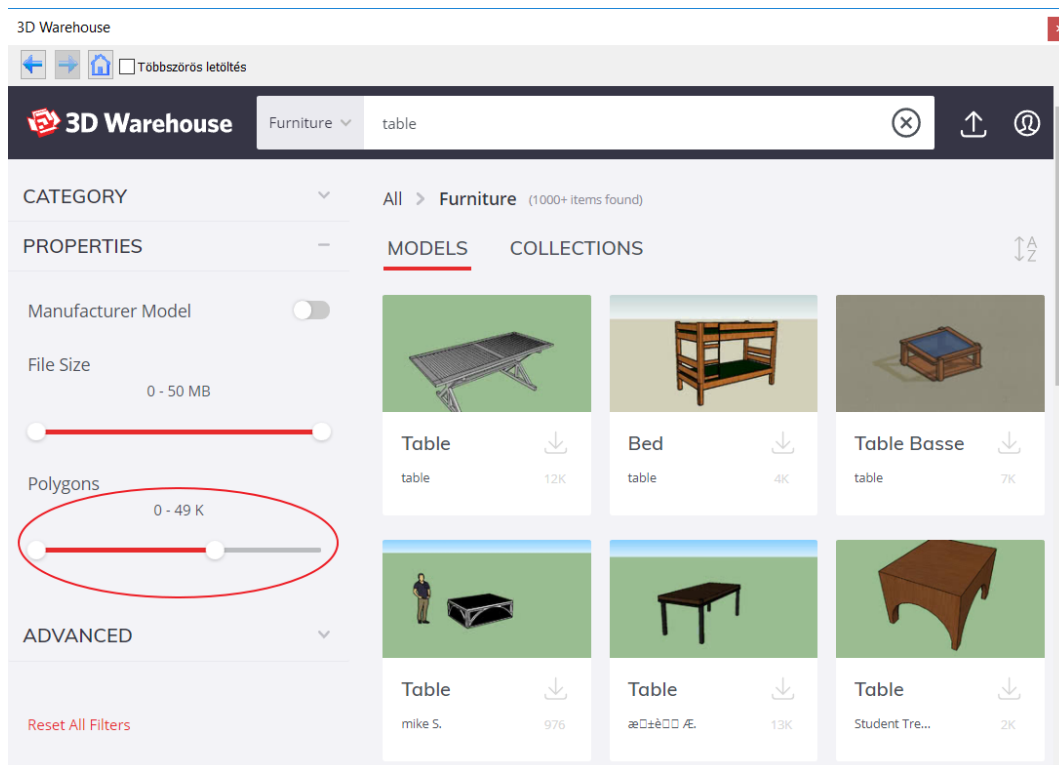 3D Warehouse
Többszörös letöltés
3D Warehouse
Furniture
table
CATEGORY
PROPERTIES
Manufacturer Model
File Size
0 - 50 MB
Polygons
0 - 49 K
ADVANCED
Reset All Filters
All > Furniture (1000+ items found)
MODELS COLLECTIONS
A
Z
Table
table 12K
Bed
table 4K
Table Basse
table 7K
Table
mike S. 976
Table
æ□±è□□ Æ. 13K
Table
Student Tre... 2K